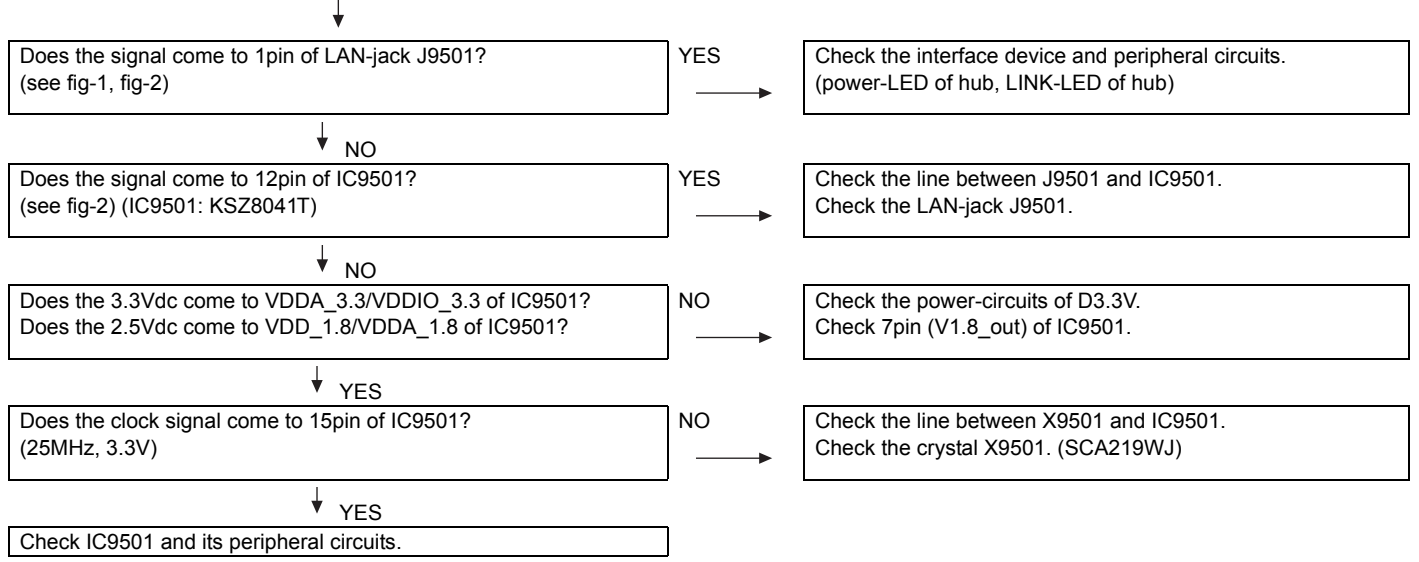 Does the signal come to 1pin of LAN-jack J9501?
(see fig-1, fig-2)
YES
Check the interface device and peripheral circuits.
(power-LED of hub, LINK-LED of hub)
NO
Does the signal come to 12pin of IC9501?
(see fig-2) (IC9501: KSZ8041T)
YES
Check the line between J9501 and IC9501.
Check the LAN-jack J9501.
NO
Does the 3.3Vdc come to VDDA_3.3/VDDIO_3.3 of IC9501?
Does the 2.5Vdc come to VDD_1.8/VDDA_1.8 of IC9501?
NO
Check the power-circuits of D3.3V.
Check 7pin (V1.8_out) of IC9501.
YES
Does the clock signal come to 15pin of IC9501?
(25MHz, 3.3V)
NO
Check the line between X9501 and IC9501.
Check the crystal X9501. (SCA219WJ)
YES
Check IC9501 and its peripheral circuits.